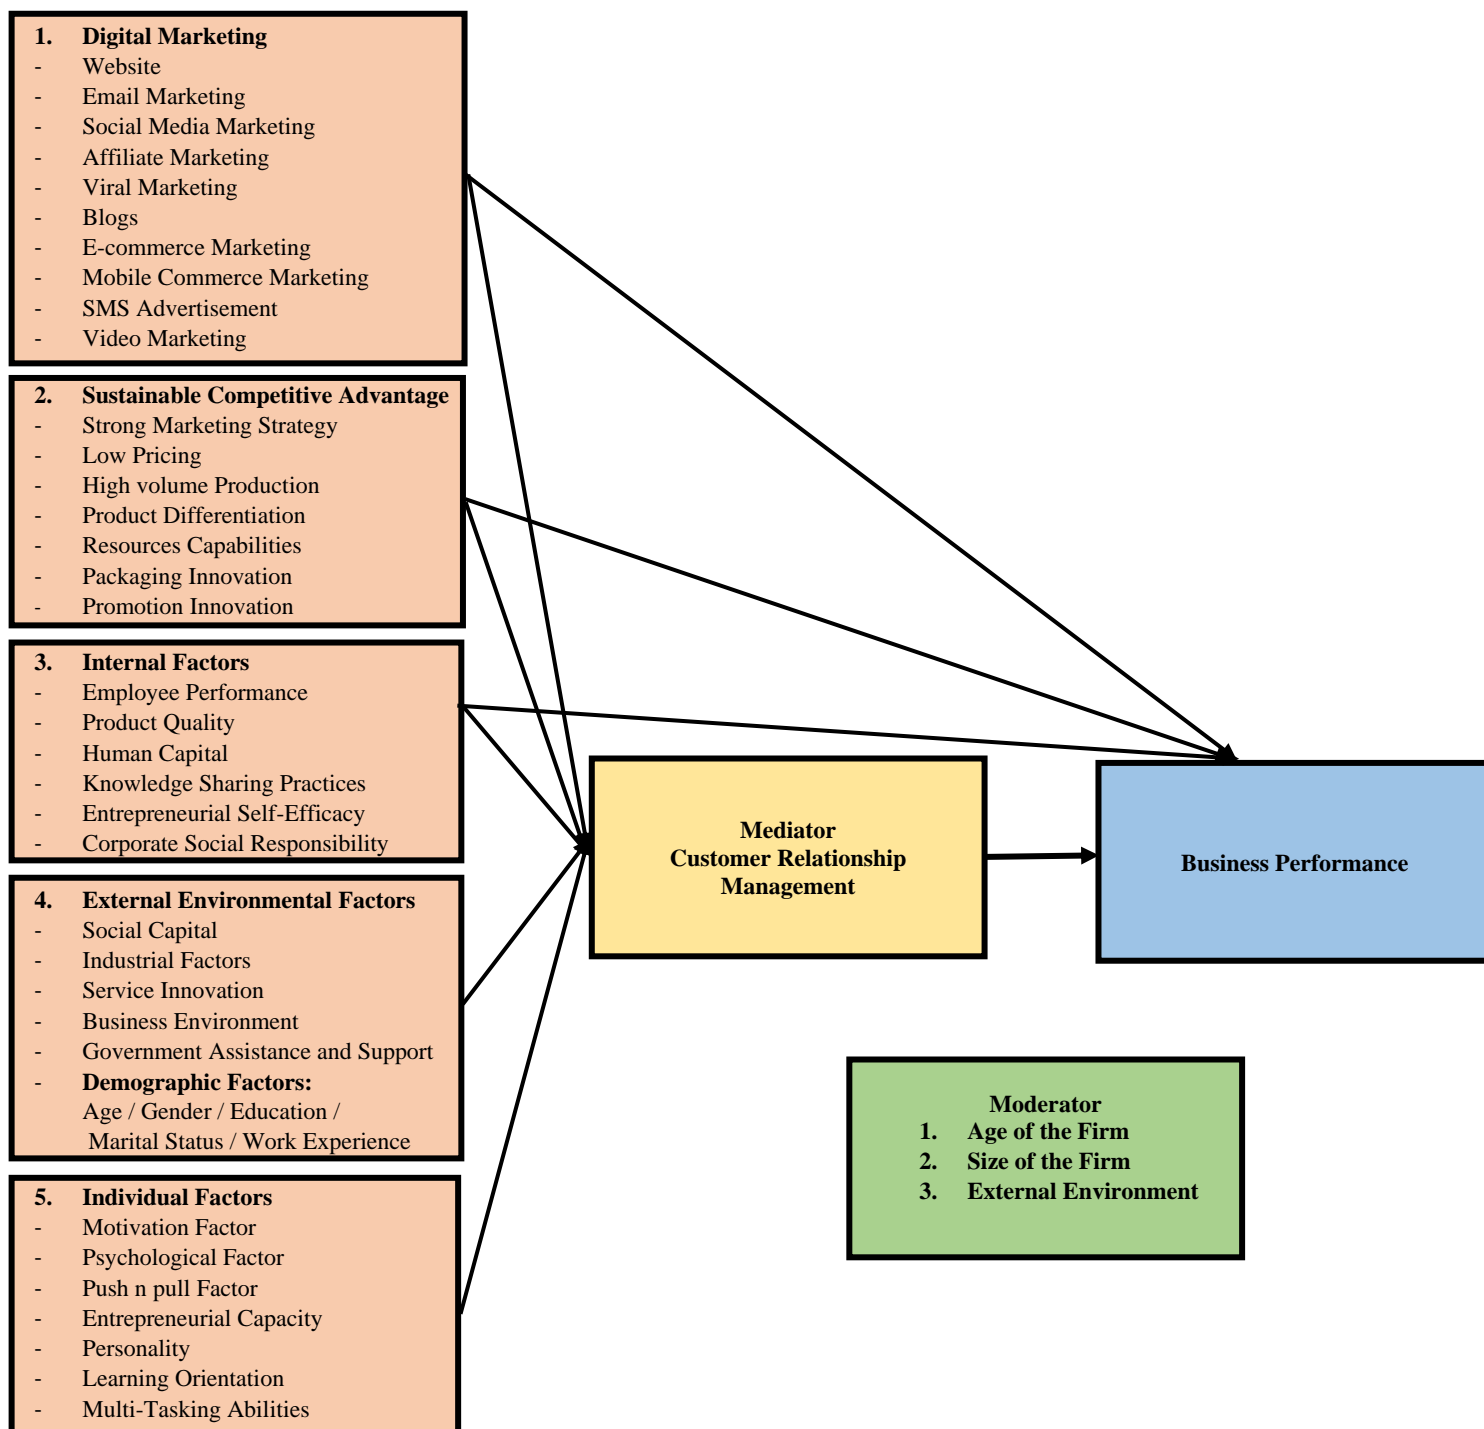 1. Digital Marketing
- Website
- Email Marketing
- Social Media Marketing
- Affiliate Marketing
- Viral Marketing
- Blogs
- E-commerce Marketing
- Mobile Commerce Marketing
- SMS Advertisement
- Video Marketing
2. Sustainable Competitive Advantage
- Strong Marketing Strategy
- Low Pricing
- High volume Production
- Product Differentiation
- Resources Capabilities
- Packaging Innovation
- Promotion Innovation
3. Internal Factors
- Employee Performance
- Product Quality
- Human Capital
- Knowledge Sharing Practices
- Entrepreneurial Self-Efficacy
- Corporate Social Responsibility
4. External Environmental Factors
- Social Capital
- Industrial Factors
- Service Innovation
- Business Environment
- Government Assistance and Support
- Demographic Factors:
Age / Gender / Education /
Marital Status / Work Experience
5. Individual Factors
- Motivation Factor
- Psychological Factor
- Push n pull Factor
- Entrepreneurial Capacity
- Personality
- Learning Orientation
- Multi-Tasking Abilities
Mediator
Customer Relationship
Management
Business Performance
Moderator
1. Age of the Firm
2. Size of the Firm
3. External Environment